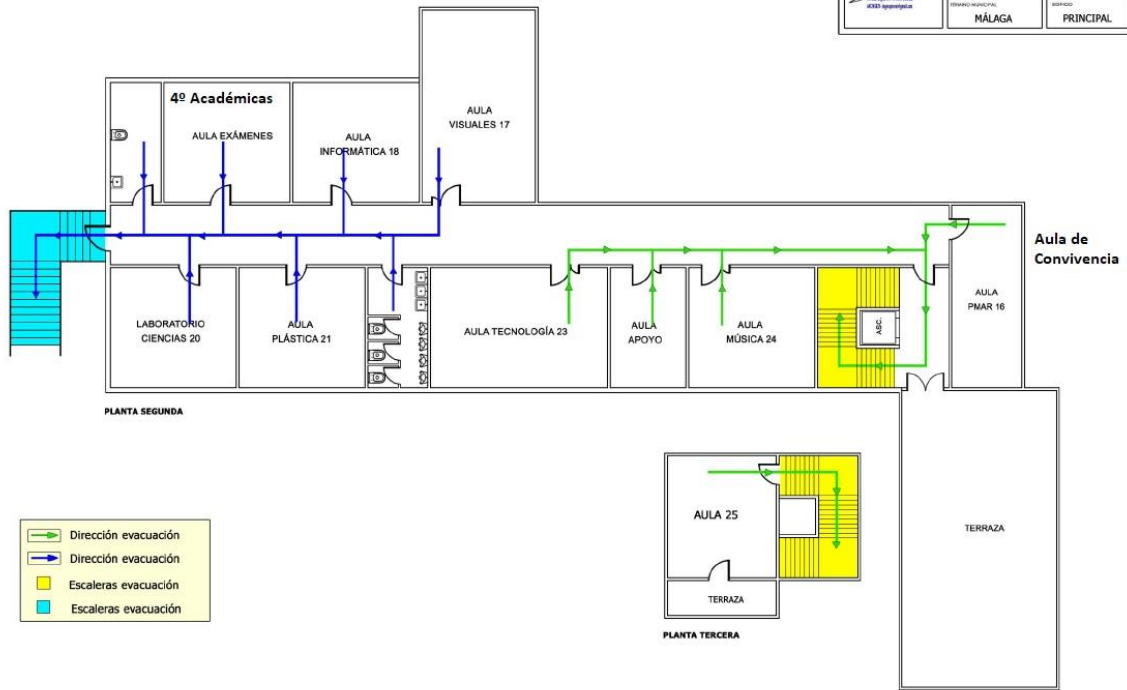 MÁLAGA
PRINCIPAL
4º Académicas
AULA EXÁMENES
AULA
INFORMÁTICA 18
AULA
VISUALES 17
Aula de
Convivencia
AULA
PMAR 16
LABORATORIO
CIENCIAS 20
AULA
PLÁSTICA 21
AULA TECNOLOGÍA 23
AULA
APOYO
AULA
MÚSICA 24
ASC.
PLANTA SEGUNDA
AULA 25
TERRAZA
PLANTA TERCERA
TERRAZA
Dirección evacuación
Dirección evacuación
Escaleras evacuación
Escaleras evacuación